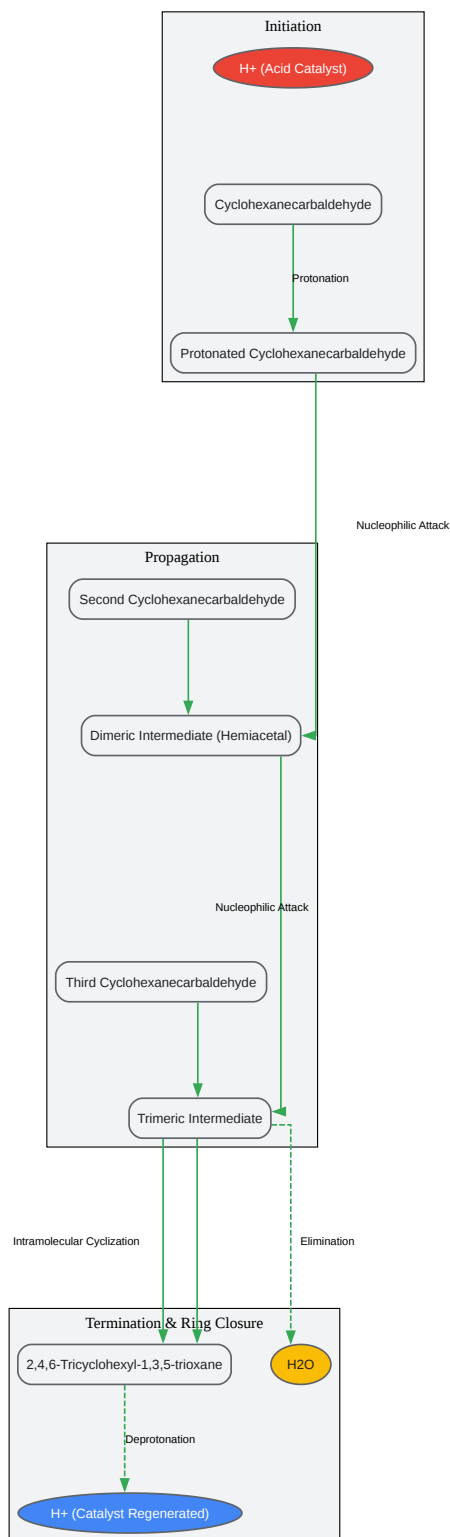 Initiation
H+ (Acid Catalyst)
Cyclohexanecarbaldehyde
Protonation
Protonated Cyclohexanecarbaldehyde
Nucleophilic Attack
Propagation
Second Cyclohexanecarbaldehyde
Dimeric Intermediate (Hemiacetal)
Nucleophilic Attack
Third Cyclohexanecarbaldehyde
Trimeric Intermediate
Intramolecular Cyclization
Elimination
Termination & Ring Closure
2,4,6-Tricyclohexyl-1,3,5-trioxane
H2O
Deprotonation
H+ (Catalyst Regenerated)